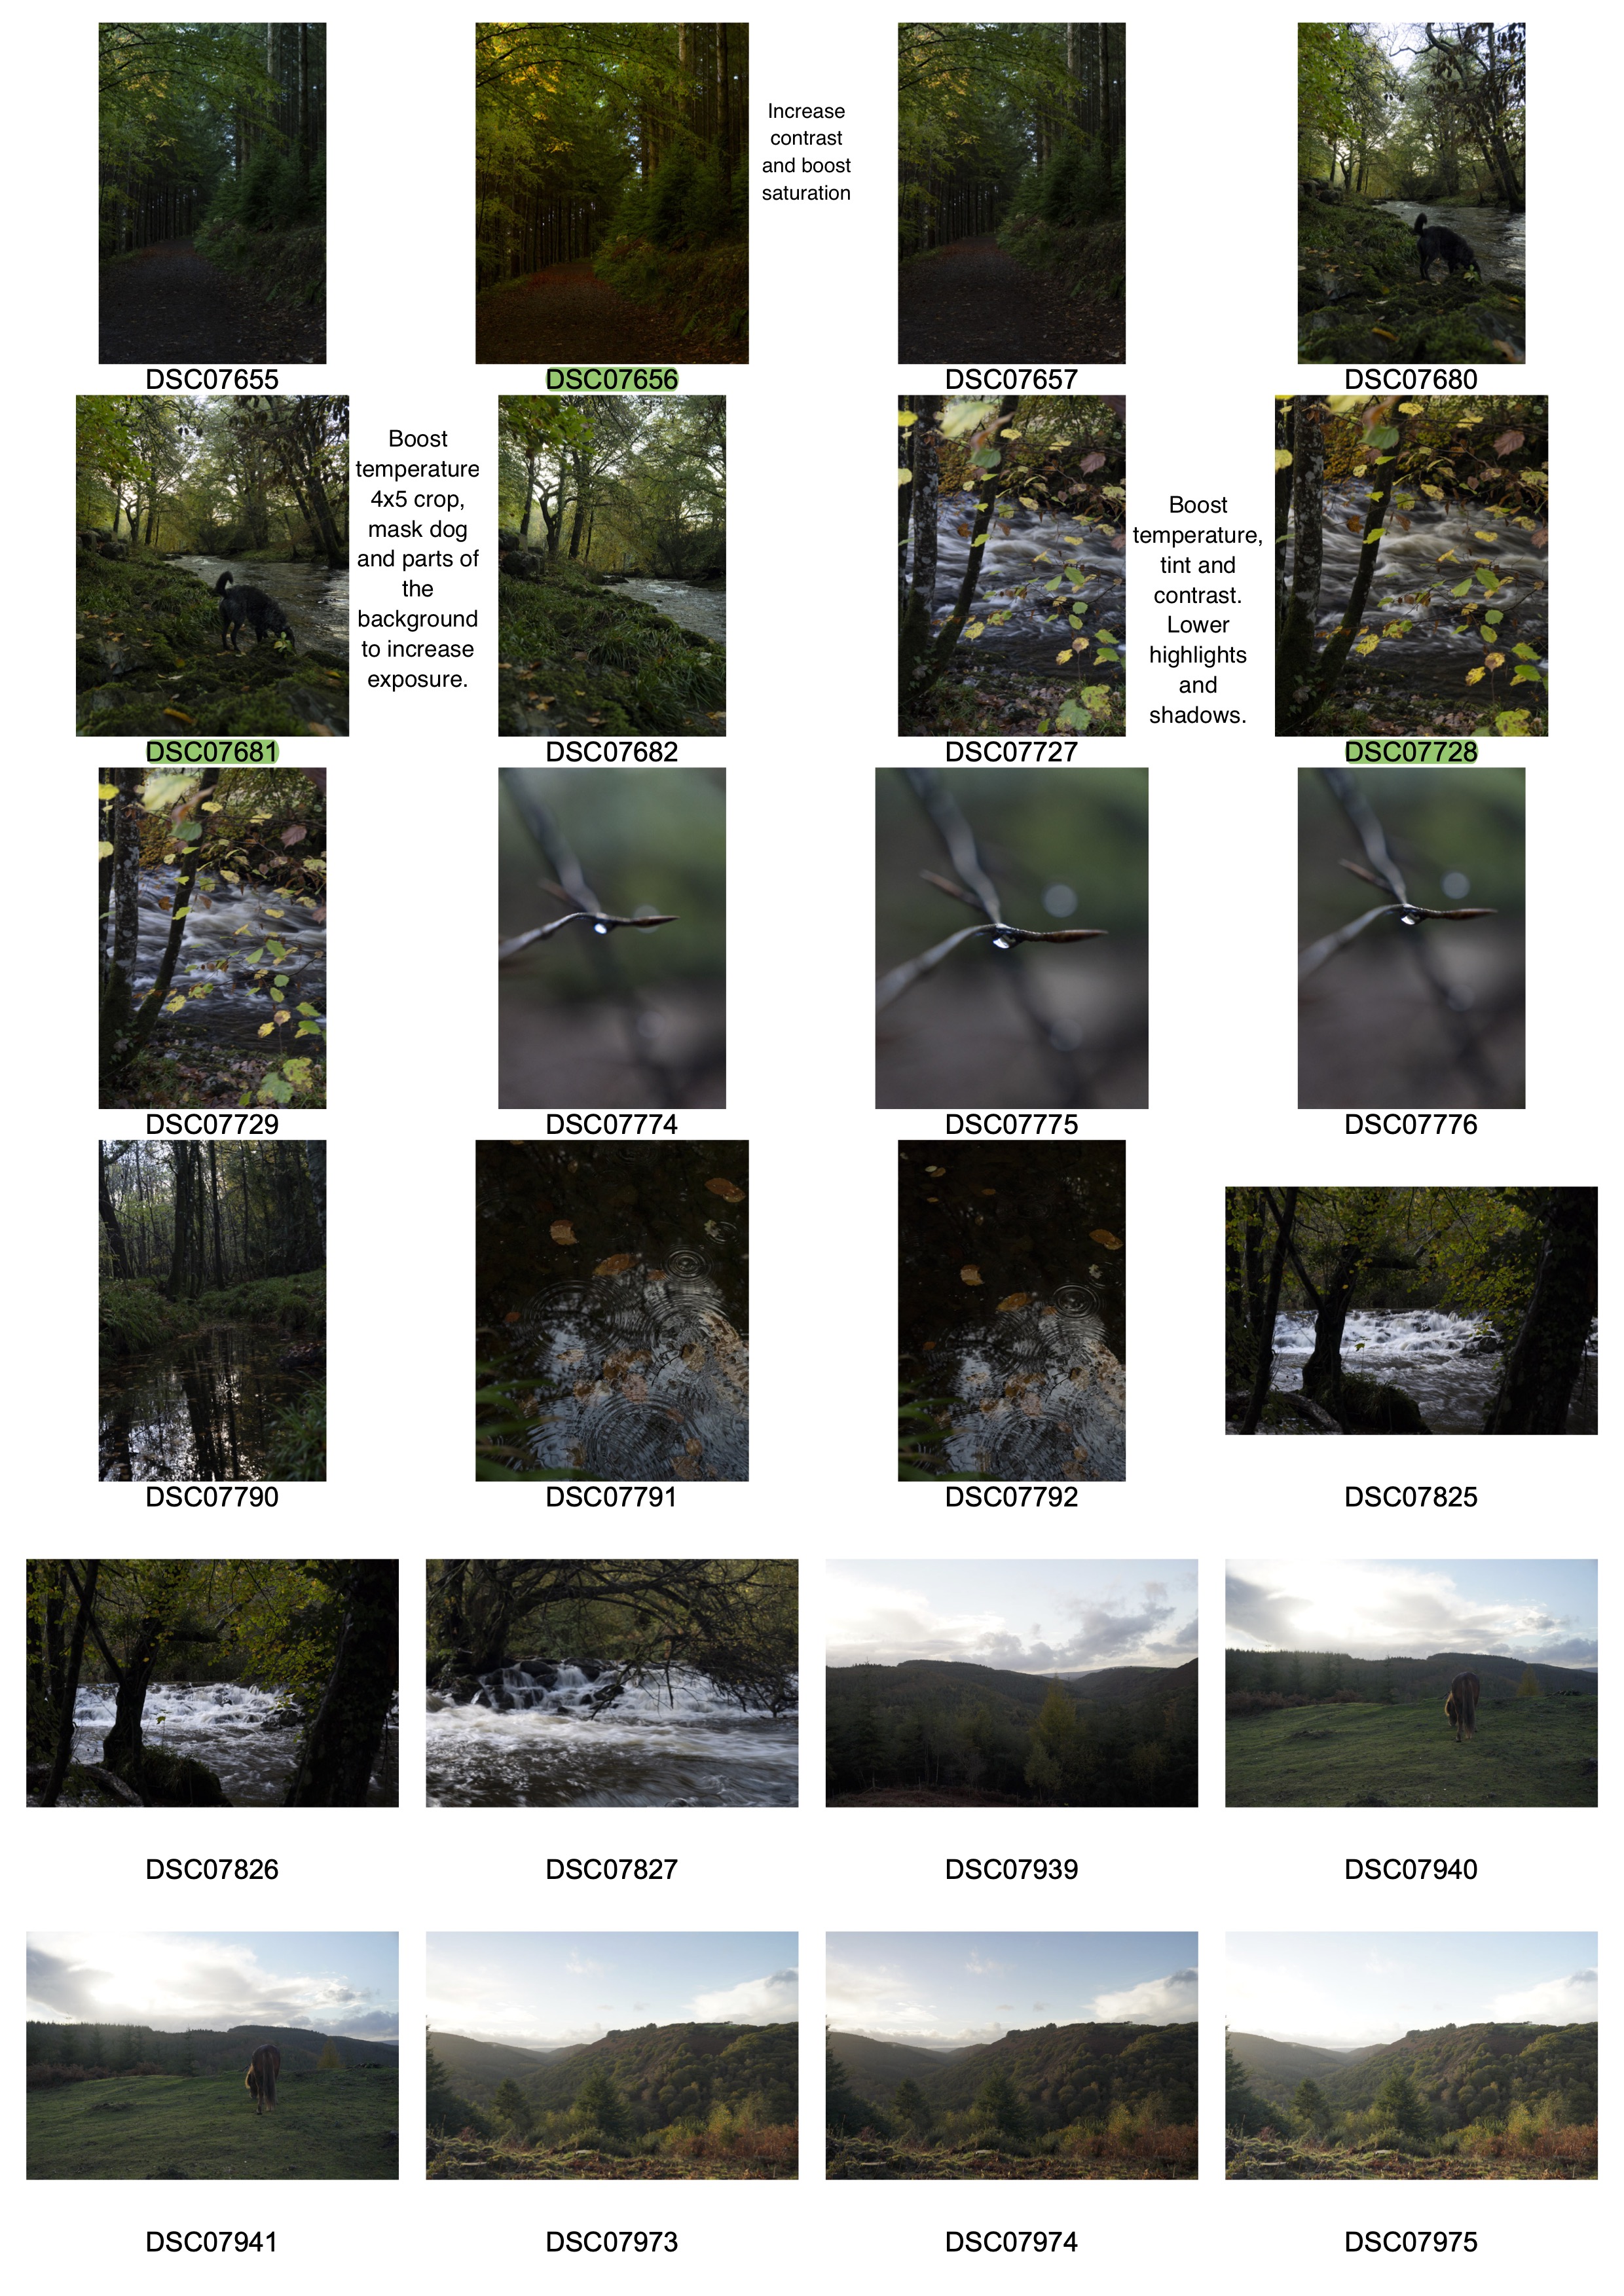 Increase
contrast
and boost
saturation
DSC07655
DSC07656
DSC07657
DSC07680
Boost
temperature
4x5 crop,
mask dog
and parts of
the
background
to increase
exposure.
Boost
temperature,
tint and
contrast.
Lower
highlights
and
shadows.
DSC07681
DSC07682
DSC07727
DSC07728
DSC07729
DSC07774
DSC07775
DSC07776
DSC07790
DSC07791
DSC07792
DSC07825
DSC07826
DSC07827
DSC07939
DSC07940
DSC07941
DSC07973
DSC07974
DSC07975